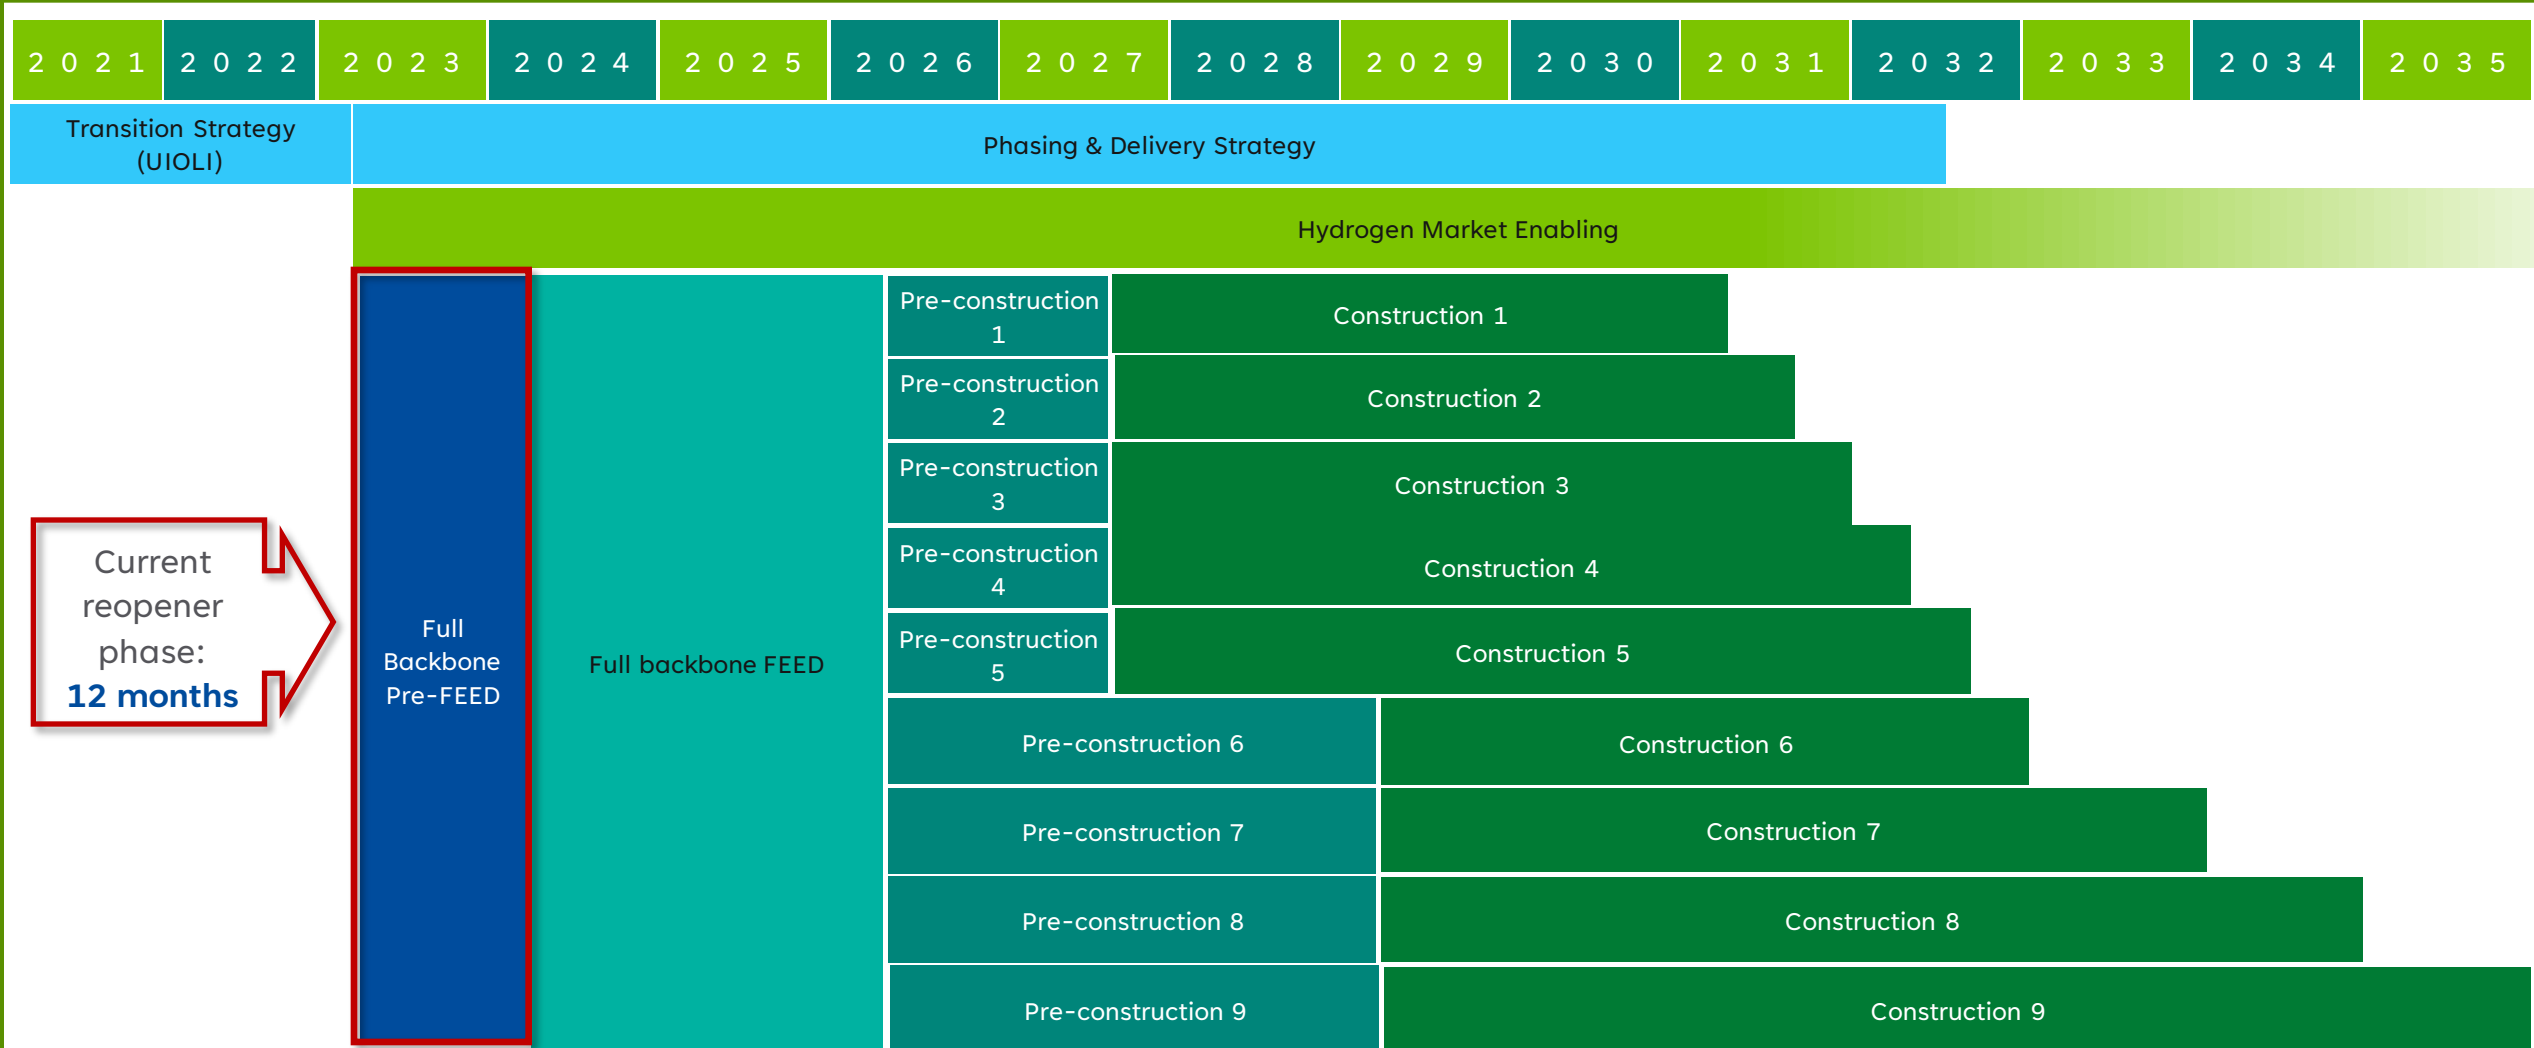 2021 2022 2023 2024 2025 2026 2027 2028 2029 2030 2031 2032 2033 2034 2035
Transition Strategy
(UIOLI)
Phasing & Delivery Strategy
Hydrogen Market Enabling
Current
reopener
phase:
12 months
Full
Backbone
Pre-FEED
Full backbone FEED
Pre-construction
1
Construction 1
Pre-construction
2
Construction 2
Pre-construction
3
Construction 3
Pre-construction
4
Construction 4
Pre-construction
5
Construction 5
Pre-construction 6
Construction 6
Pre-construction 7
Construction 7
Pre-construction 8
Construction 8
Pre-construction 9
Construction 9